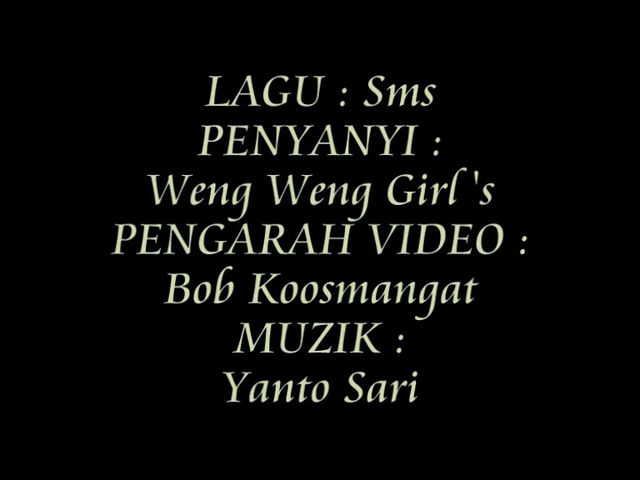 LAGU : Sms
PENYANYI :
Weng Weng Girl 's
PENGARAH VIDEO :
Bob Koosmangat
MUZIK :
Yanto Sari